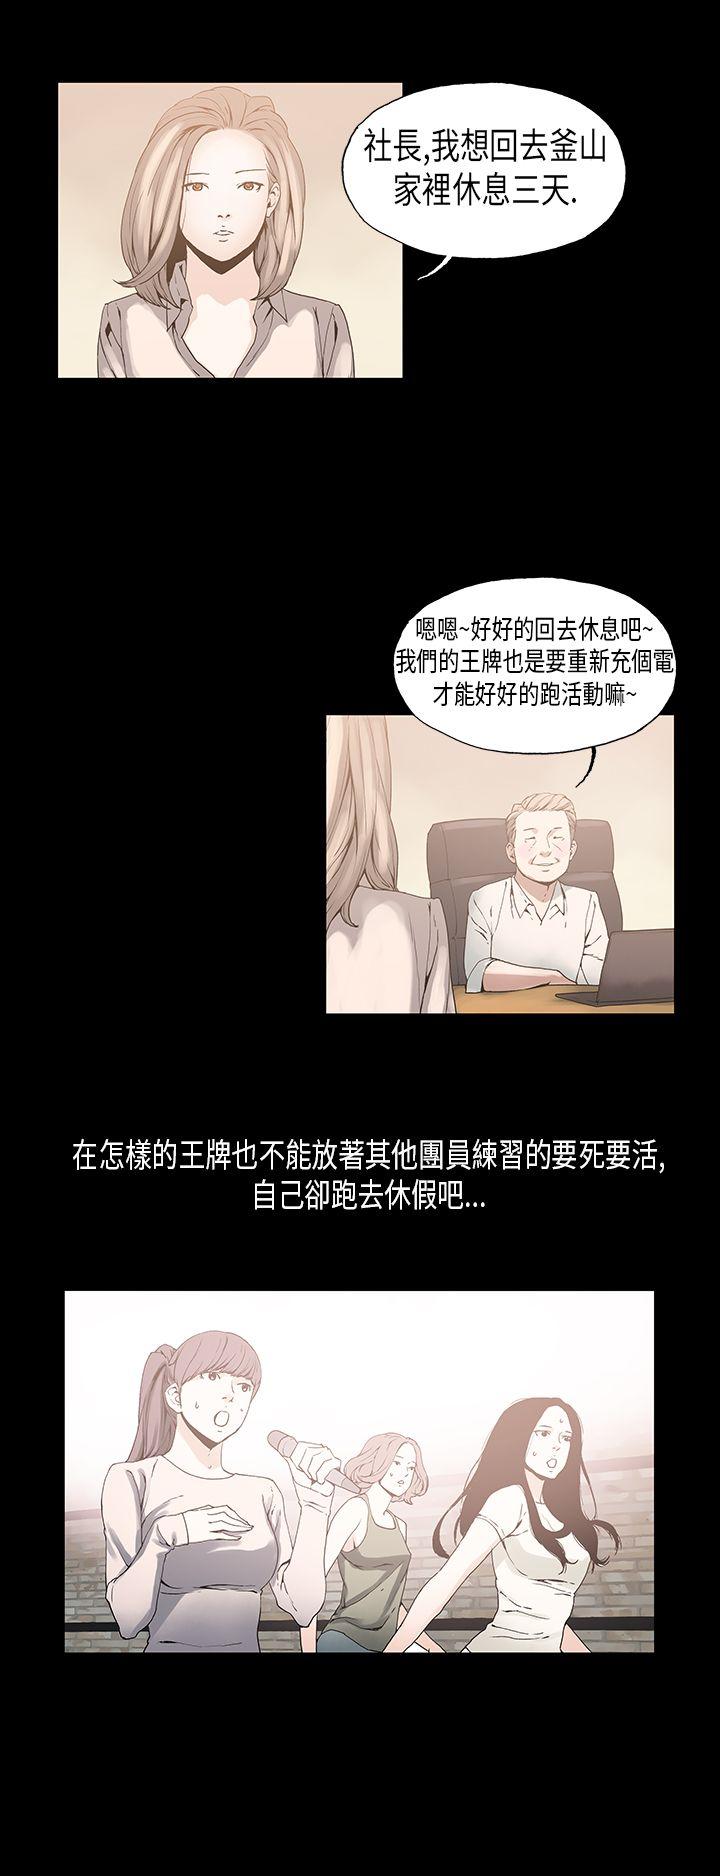 社長,我想回去釜山
家裡休息三天.
嗯嗯~好好的回去休息吧~
我們的王牌也是要重新充個電
才能好好的跑活動嘛~
在怎樣的王牌也不能放著其他團員練習的要死要活,
自己卻跑去休假吧...